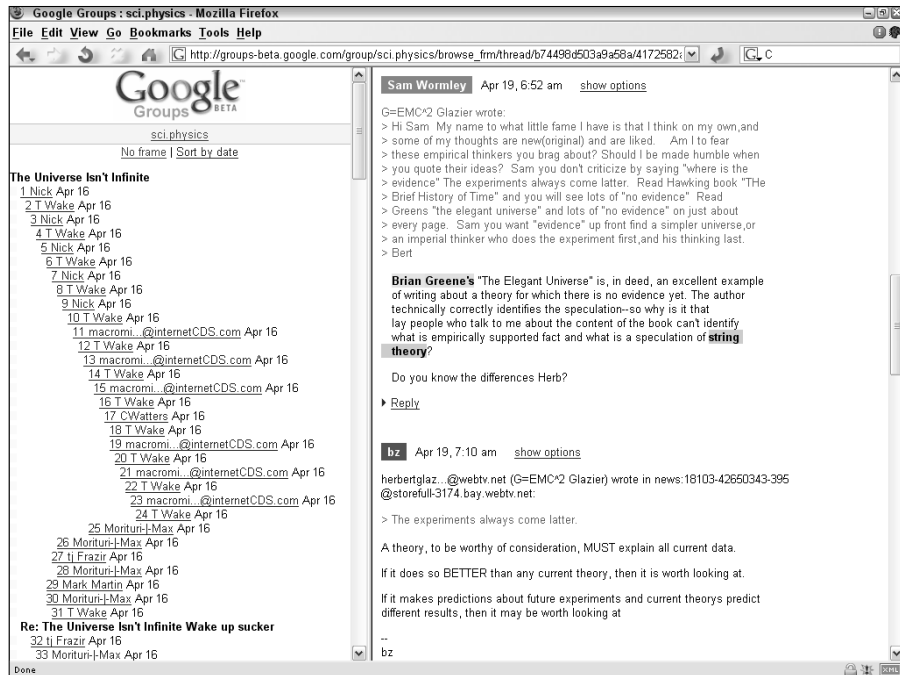 Google Groups : sci.physics - Mozilla Firefox
File Edit View Go Bookmarks Tools Help
http://groups-beta.google.com/group/sci.physics/browse_frm/thread/b74498d503a9a58a/4172582
G C
Google
Groups BETA
sci.physics
No frame | Sort by date
The Universe Isn't Infinite
1 Nick Apr 16
2 T Wake Apr 16
3 Nick Apr 16
4 T Wake Apr 16
5 Nick Apr 16
6 T Wake Apr 16
7 Nick Apr 16
8 T Wake Apr 16
9 Nick Apr 16
10 T Wake Apr 16
11 macromi...@internetCDS.com Apr 16
12 T Wake Apr 16
13 macromi...@internetCDS.com Apr 16
14 T Wake Apr 16
15 macromi...@internetCDS.com Apr 16
16 T Wake Apr 16
17 CWatters Apr 16
18 T Wake Apr 16
19 macromi...@internetCDS.com Apr 16
20 T Wake Apr 16
21 macromi...@internetCDS.com Apr 16
22 T Wake Apr 16
23 macromi...@internetCDS.com Apr 16
24 T Wake Apr 16
25 Morituri-|-Max Apr 16
26 Morituri-|-Max Apr 16
27 tj Frazir Apr 16
28 Morituri-|-Max Apr 16
29 Mark Martin Apr 16
30 Morituri-|-Max Apr 16
31 T Wake Apr 16
Re: The Universe Isn't Infinite Wake up sucker
32 tj Frazir Apr 16
33 Morituri-|-Max Apr 16
Sam Wormley Apr 19, 6:52 am show options
G=EMC^2 Glazier wrote:
> Hi Sam My name to what little fame I have is that I think on my own,and
> some of my thoughts are new(original) and are liked. Am I to fear
> these empirical thinkers you brag about? Should I be made humble when
> you quote their ideas? Sam you don't criticize by saying "where is the
> evidence" The experiments always come latter. Read Hawking book "THe
> Brief History of Time" and you will see lots of "no evidence" Read
> Greens "the elegant universe" and lots of "no evidence" on just about
> every page. Sam you want "evidence" up front find a simpler universe,or
> an imperial thinker who does the experiment first,and his thinking last.
> Bert
Brian Greene's "The Elegant Universe" is, in deed, an excellent example
of writing about a theory for which there is no evidence yet. The author
technically correctly identifies the speculation--so why is it that
lay people who talk to me about the content of the book can't identify
what is empirically supported fact and what is a speculation of string
theory?
Do you know the differences Herb?
Reply
bz Apr 19, 7:10 am show options
herbertglaz...@webtv.net (G=EMC^2 Glazier) wrote in news:18103-42650343-395
@storefull-3174.bay.webtv.net:
> The experiments always come latter.
A theory, to be worthy of consideration, MUST explain all current data.
If it does so BETTER than any current theory, then it is worth looking at.
If it makes predictions about future experiments and current theorys predict
different results, then it may be worth looking at
--
bz
Done
XML